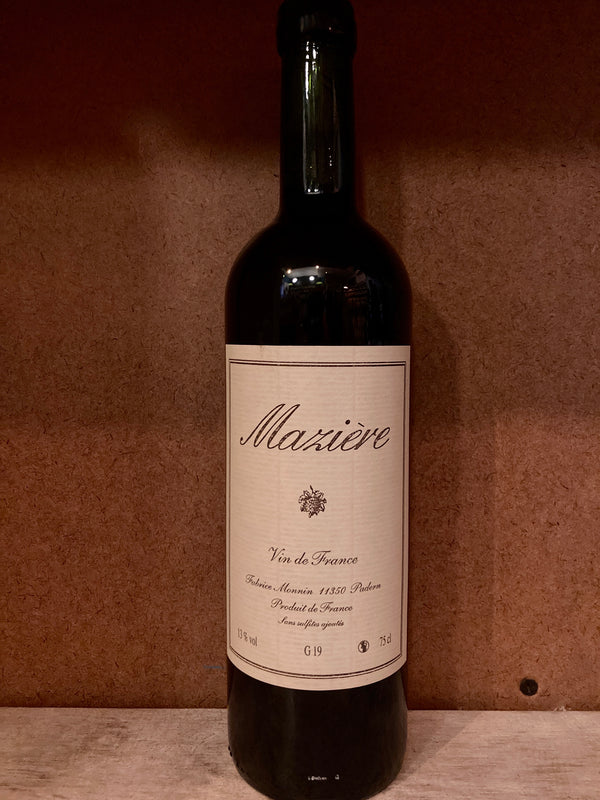 Mazière
Vin de France
Fabrice Monnin 11350 Padern
Produit de France
Sans sulfites ajoutés
13 % vol G 19 75 cl